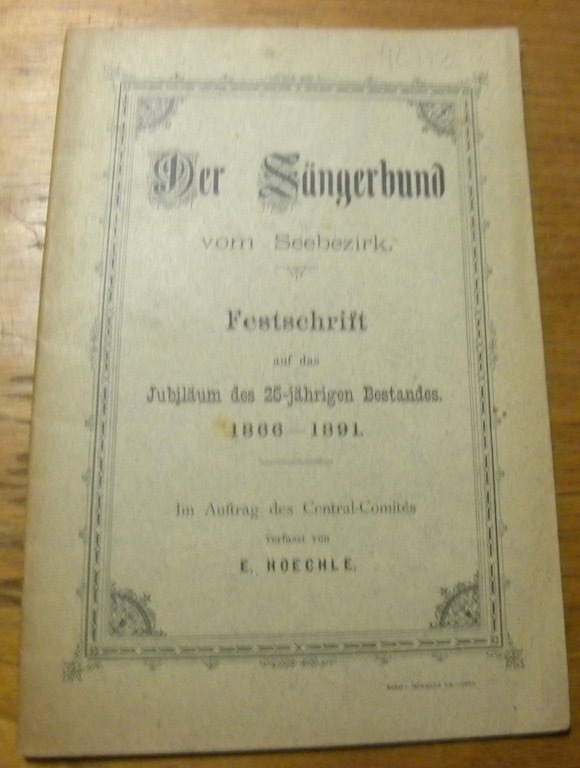 Der Sängerbund
vom Seebezirk.
Festschrift
auf das
Jubiläum des 25-jährigen Bestandes.
1866—1891.
Im Auftrag des Central-Comités
verfasst von
E. HOECHLE.